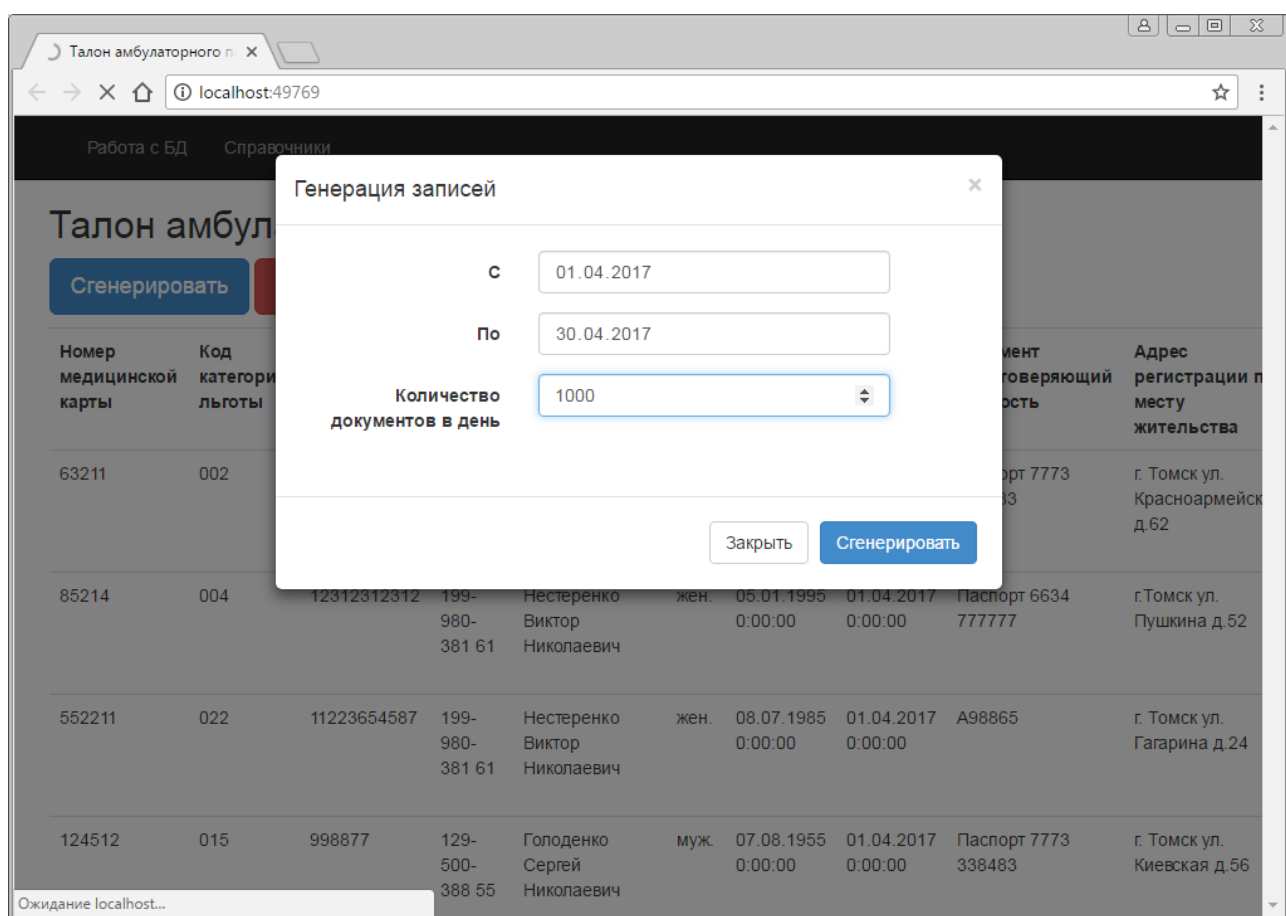 Талон амбулаторного п
localhost:49769
Работа с БД Справочники
Генерация записей ×
Талон амбул
С 01.04.2017
Сгенерировать
По 30.04.2017
Номер медицинской карты
Код категори льготы
Количество документов в день 1000
мент говеряющий ость
Адрес регистрации п месту жительства
63211 002 орт 7773 33 г. Томск ул. Красноармейск д.62
Закрыть Сгенерировать
85214 004 12312312312 199- Нестеренко жен. 05.01.1995 01.04.2017 Паспорт 6634 г.Томск ул.
980- Виктор 0:00:00 0:00:00 777777 Пушкина д.52
381 61 Николаевич
552211 022 11223654587 199- Нестеренко жен. 08.07.1985 01.04.2017 А98865 г. Томск ул.
980- Виктор 0:00:00 0:00:00 Гагарина д.24
381 61 Николаевич
124512 015 998877 129- Голоденко муж. 07.08.1955 01.04.2017 Паспорт 7773 г. Томск ул.
500- Сергей 0:00:00 0:00:00 338483 Киевская д.56
388 55 Николаевич
Ожидание localhost...